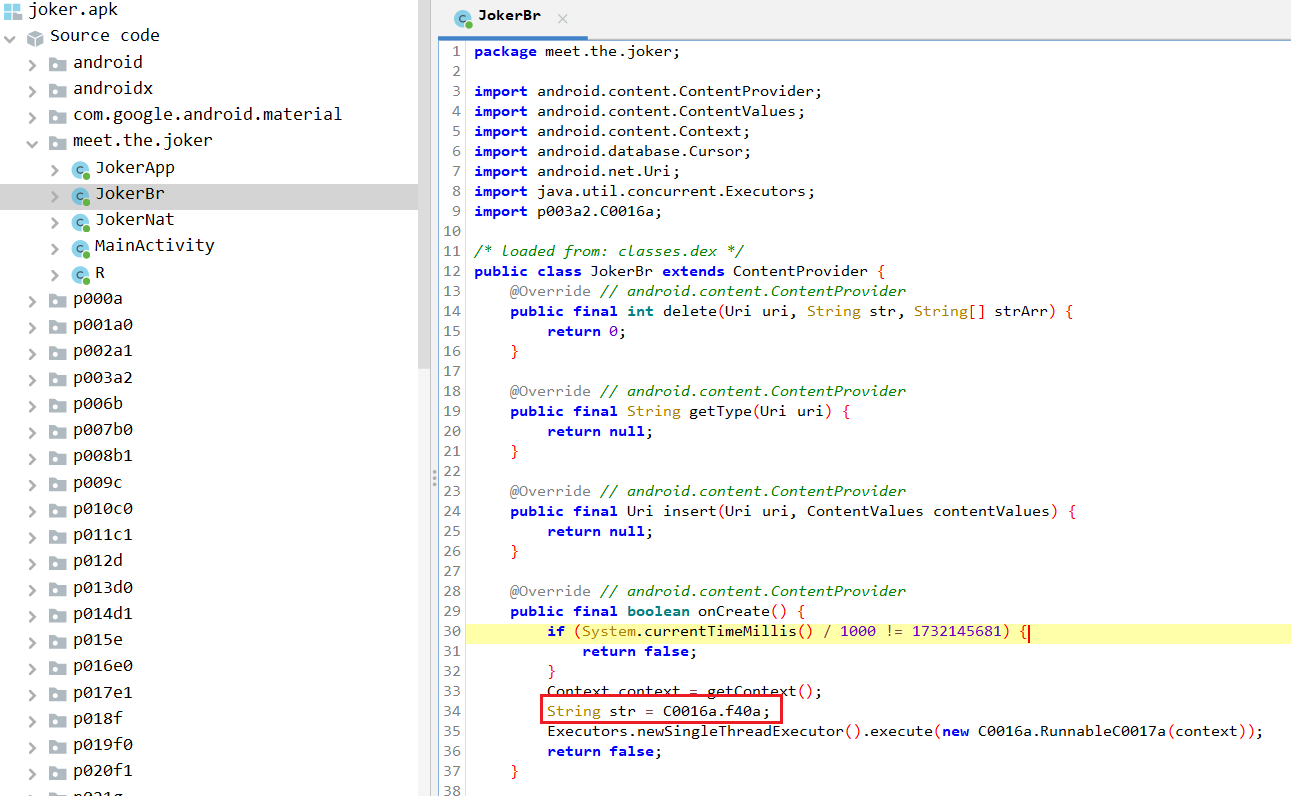 joker.apk
Source code
android
androidx
com.google.android.material
meet.the.joker
JokerApp
JokerBr
JokerNat
MainActivity
R
p000a
p001a0
p002a1
p003a2
p006b
p007b0
p008b1
p009c
p010c0
p011c1
p012d
p013d0
p014d1
p015e
p016e0
p017e1
p018f
p019f0
p020f1
JokerBr
1 package meet.the.joker;
2
3 import android.content.ContentProvider;
4 import android.content.ContentValues;
5 import android.content.Context;
6 import android.database.Cursor;
7 import android.net.Uri;
8 import java.util.concurrent.Executors;
9 import p003a2.C0016a;
10
11 /* loaded from: classes.dex */
12 public class JokerBr extends ContentProvider {
13     @Override // android.content.ContentProvider
14     public final int delete(Uri uri, String str, String[] strArr) {
15         return 0;
16     }
17
18     @Override // android.content.ContentProvider
19     public final String getType(Uri uri) {
20         return null;
21     }
22
23     @Override // android.content.ContentProvider
24     public final Uri insert(Uri uri, ContentValues contentValues) {
25         return null;
26     }
27
28     @Override // android.content.ContentProvider
29     public final boolean onCreate() {
30         if (System.currentTimeMillis() / 1000 != 1732145681) {
31             return false;
32         }
33         Context context = getContext();
34         String str = C0016a.f40a;
35         Executors.newSingleThreadExecutor().execute(new C0016a.RunnableC0017a(context));
36         return false;
37     }
38